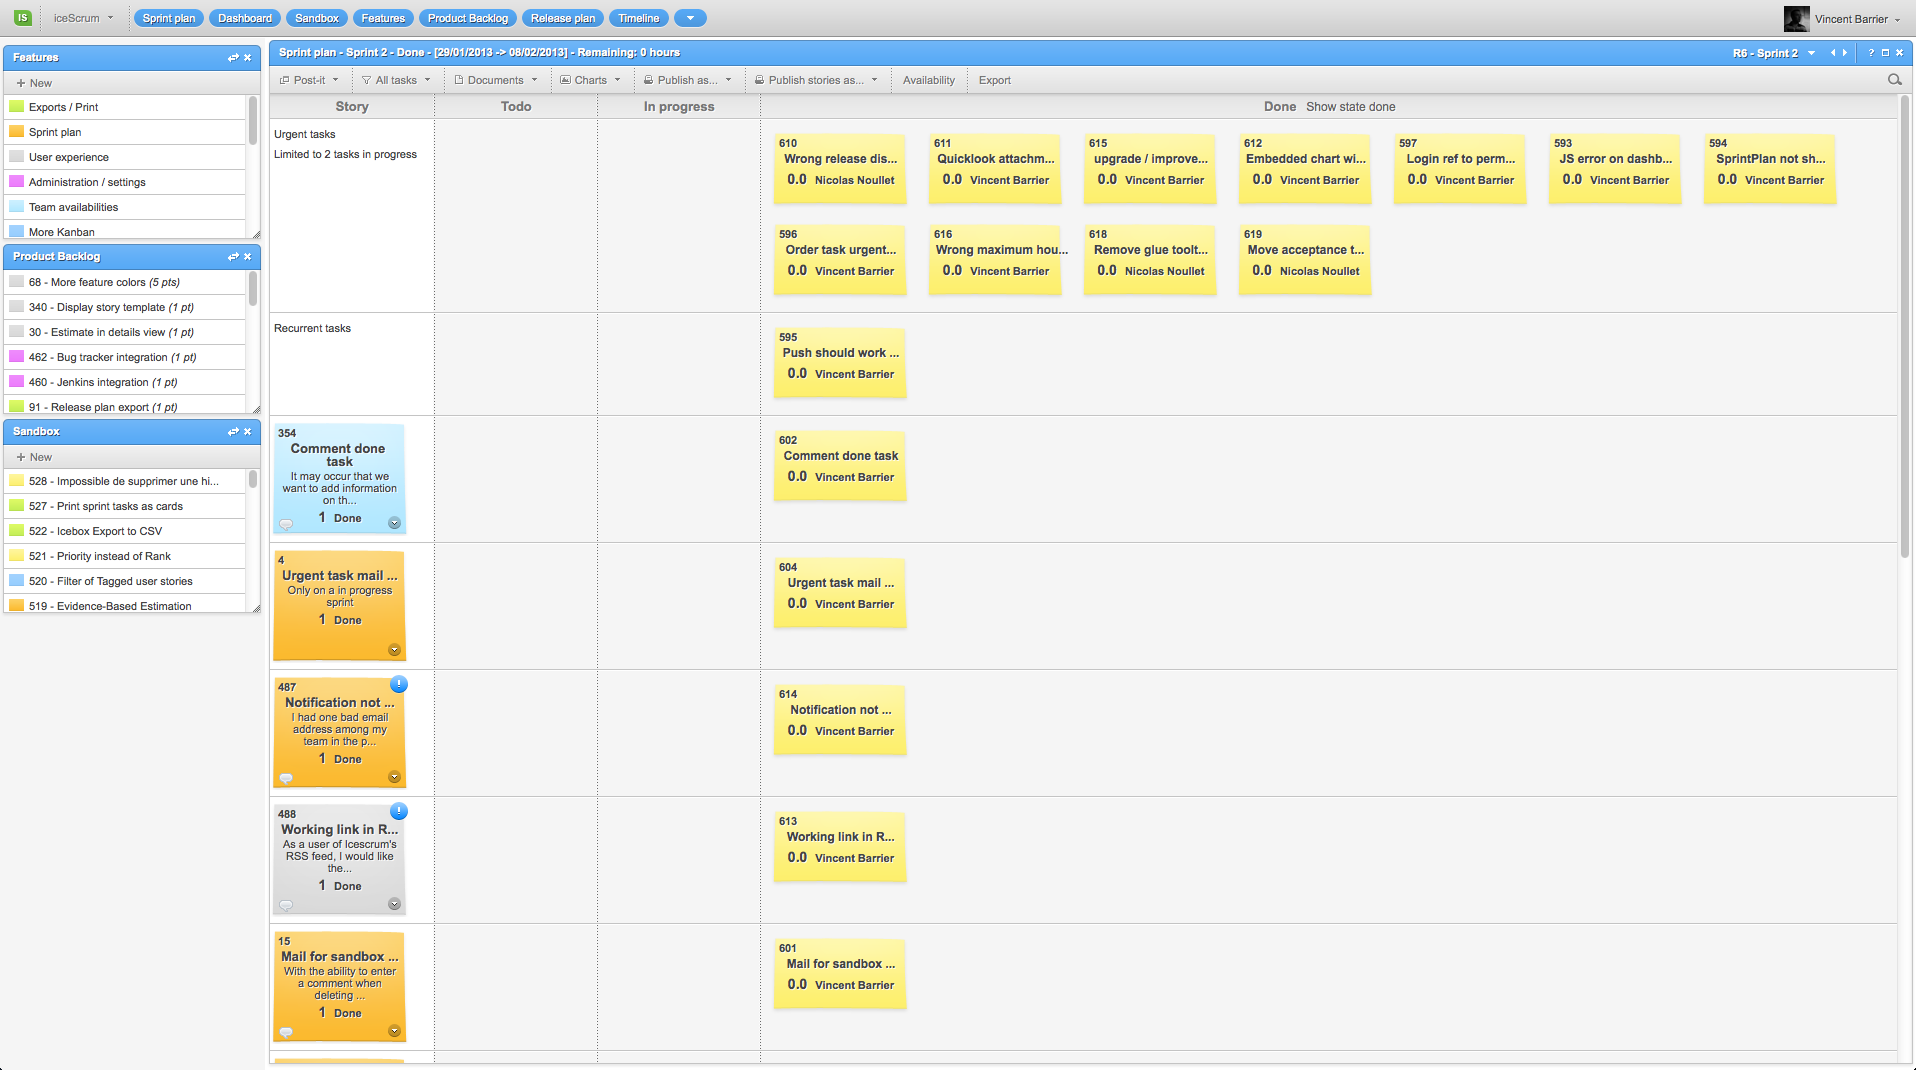 IS iceScrum Sprint plan Dashboard Sandbox Features Product Backlog Release plan Timeline Vincent Barrier
Features
+ New
Exports / Print
Sprint plan
User experience
Administration / settings
Team availabilities
More Kanban
Product Backlog
68 - More feature colors (5 pts)
340 - Display story template (1 pt)
30 - Estimate in details view (1 pt)
462 - Bug tracker integration (1 pt)
460 - Jenkins integration (1 pt)
91 - Release plan export (1 pt)
Sandbox
+ New
528 - Impossible de supprimer une hi...
527 - Print sprint tasks as cards
522 - Icebox Export to CSV
521 - Priority instead of Rank
520 - Filter of Tagged user stories
519 - Evidence-Based Estimation
Sprint plan - Sprint 2 - Done - [29/01/2013 -> 08/02/2013] - Remaining: 0 hours R6 - Sprint 2 ?
Post-it All tasks Documents Charts Publish as... Publish stories as... Availability Export
Story Todo In progress Done Show state done
Urgent tasks
Limited to 2 tasks in progress
610
Wrong release dis...
0.0 Nicolas Noullet
611
Quicklook attachm...
0.0 Vincent Barrier
615
upgrade / improve...
0.0 Vincent Barrier
612
Embedded chart wi...
0.0 Vincent Barrier
597
Login ref to perm...
0.0 Vincent Barrier
593
JS error on dashb...
0.0 Vincent Barrier
594
SprintPlan not sh...
0.0 Vincent Barrier
596
Order task urgent...
0.0 Vincent Barrier
616
Wrong maximum hou...
0.0 Vincent Barrier
618
Remove glue toolt...
0.0 Nicolas Noullet
619
Move acceptance t...
0.0 Nicolas Noullet
Recurrent tasks
595
Push should work ...
0.0 Vincent Barrier
354
Comment done
task
It may occur that we
want to add information
on th...
1 Done
602
Comment done task
0.0 Vincent Barrier
4
Urgent task mail ...
Only on a in progress
sprint
1 Done
604
Urgent task mail ...
0.0 Vincent Barrier
487
Notification not ...
I had one bad email
address among my
team in the p...
1 Done
614
Notification not ...
0.0 Vincent Barrier
488
Working link in R...
As a user of Icescrum's
RSS feed, I would like
the...
1 Done
613
Working link in R...
0.0 Vincent Barrier
15
Mail for sandbox ...
With the ability to enter
a comment when
deleting ...
1 Done
601
Mail for sandbox ...
0.0 Vincent Barrier